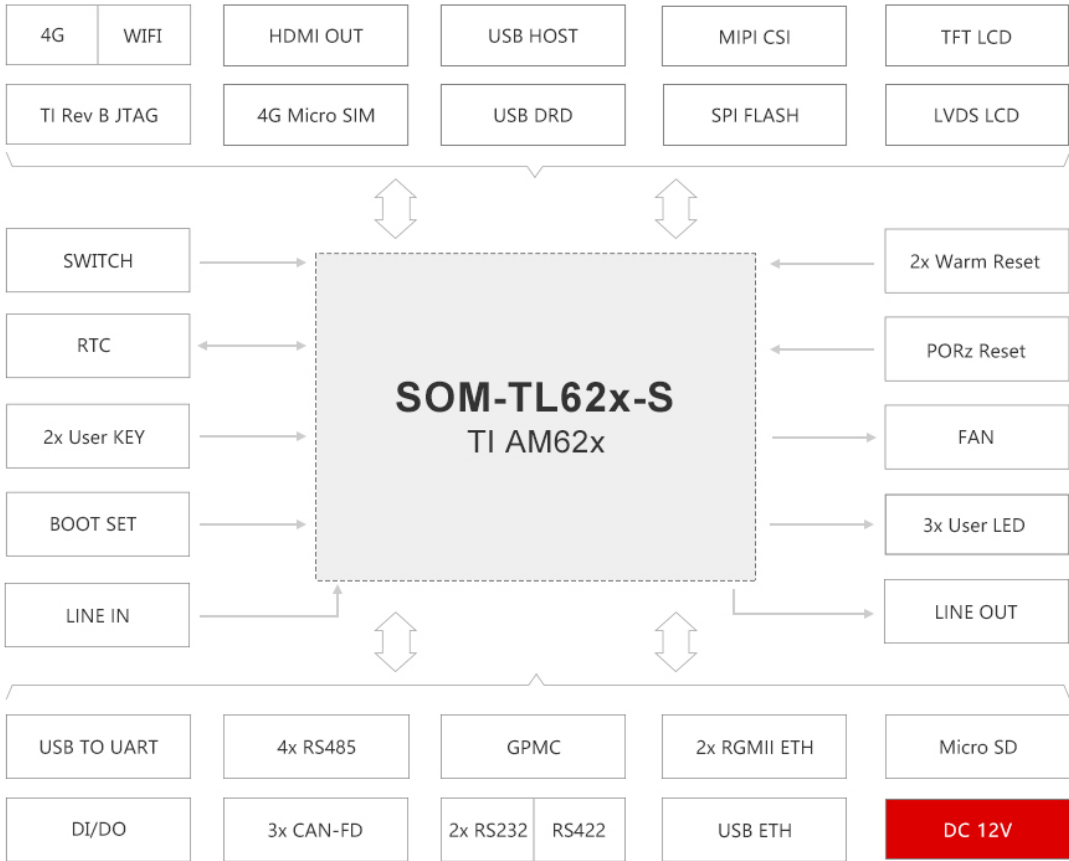 4G WIFI HDMI OUT USB HOST MIPI CSI TFT LCD
TI Rev B JTAG 4G Micro SIM USB DRD SPI FLASH LVDS LCD
SWITCH 2x Warm Reset
RTC PORz Reset
SOM-TL62x-S
TI AM62x
2x User KEY FAN
BOOT SET 3x User LED
LINE IN LINE OUT
USB TO UART 4x RS485 GPMC 2x RGMII ETH Micro SD
DI/DO 3x CAN-FD 2x RS232 RS422 USB ETH DC 12V